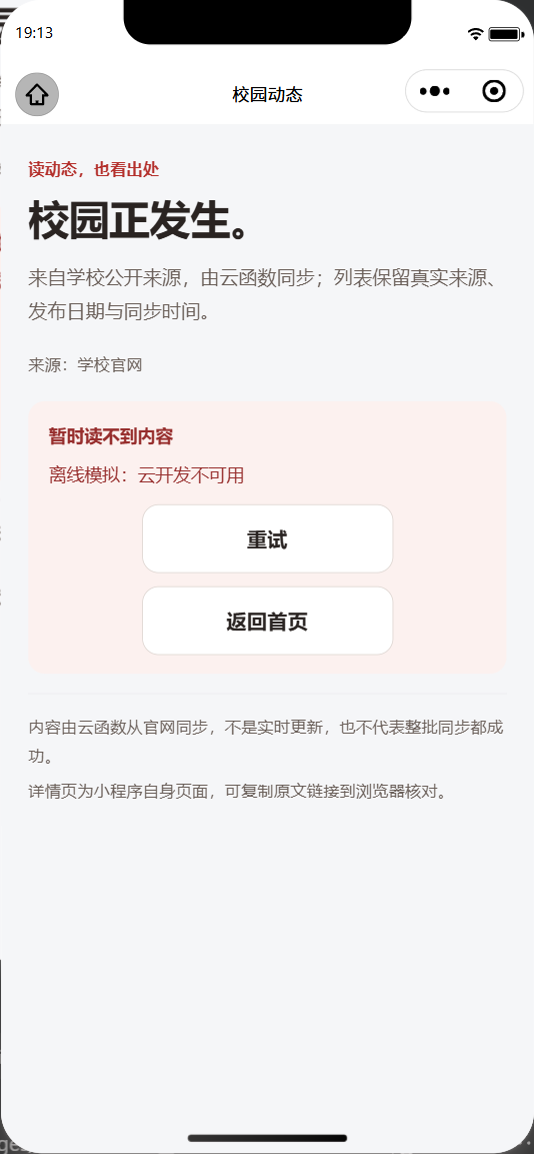 19:13
校园动态
读动态，也看出处
校园正发生。
来自学校公开来源，由云函数同步；列表保留真实来源、
发布日期与同步时间。
来源：学校官网
暂时读不到内容
离线模拟：云开发不可用
重试
返回首页
内容由云函数从官网同步，不是实时更新，也不代表整批同步都成
功。
详情页为小程序自身页面，可复制原文链接到浏览器核对。